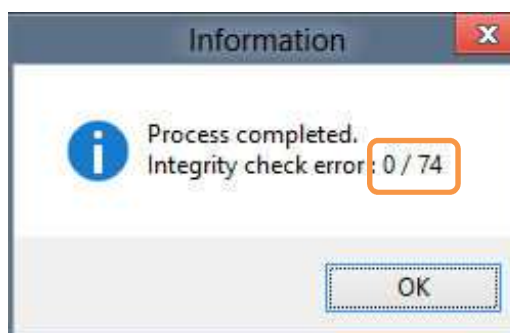 Information
Process completed.
Integrity check error : 0 / 74
OK